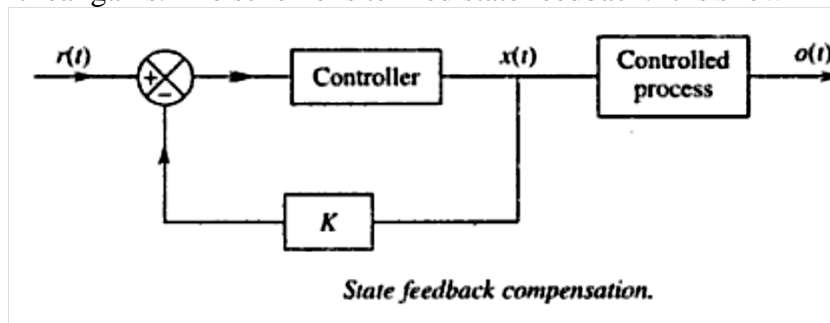 r(t)
+
−
Controller
x(t)
Controlled
process
o(t)
K
State feedback compensation.